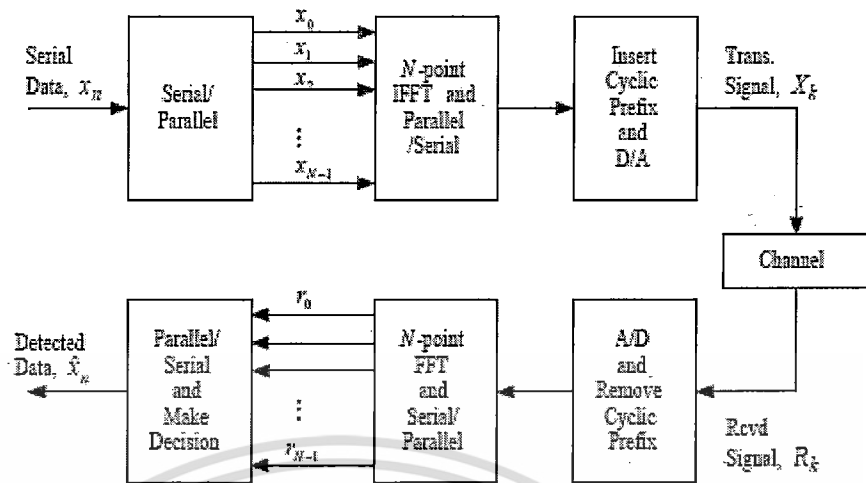 Serial
Data, x_n
Serial/
Parallel
x_0
x_1
x_2
⋮
x_{N-1}
N-point
IFFT and
Parallel
/Serial
Insert
Cyclic
Prefix
and
D/A
Trans.
Signal, X_k
Channel
A/D
and
Remove
Cyclic
Prefix
Rcvd
Signal, R_k
N-point
FFT
and
Serial/
Parallel
r_0
⋮
r_{N-1}
Parallel/
Serial
and
Make
Decision
Detected
Data, x̂_n